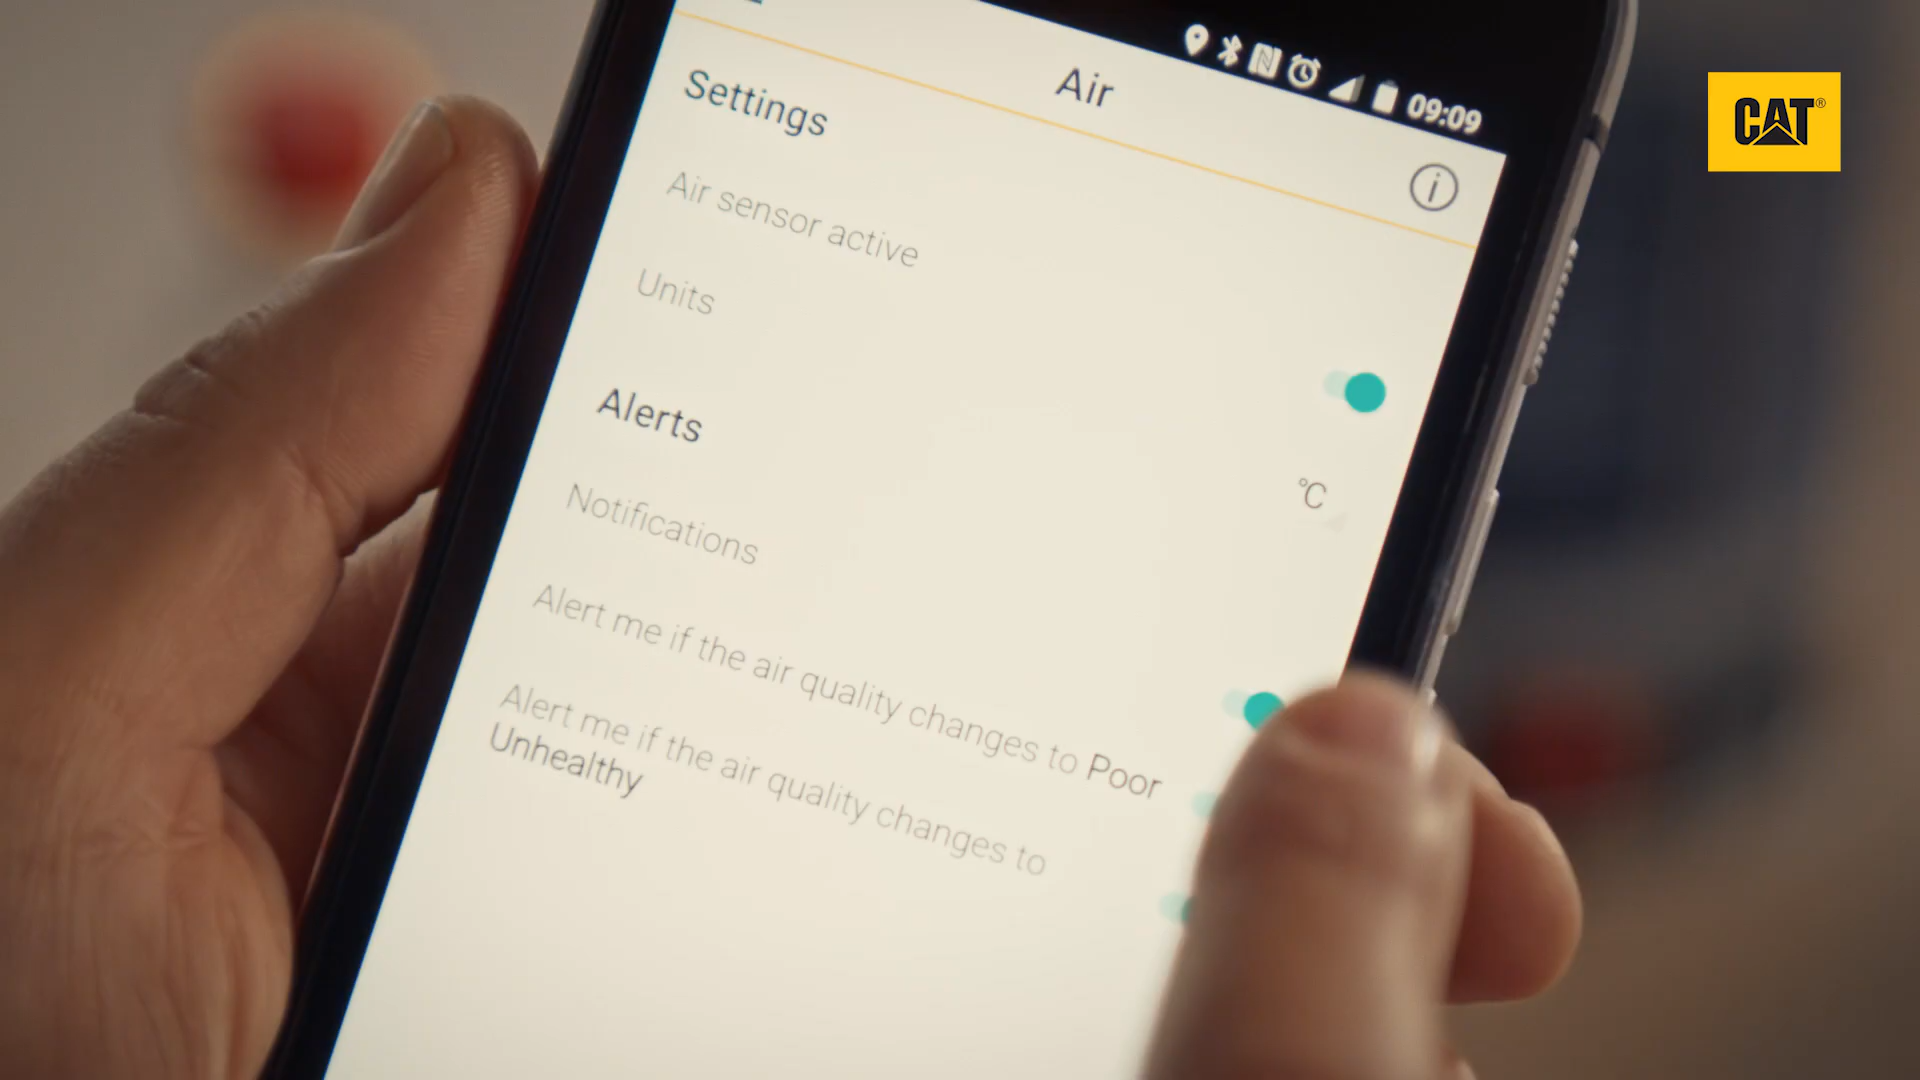 09:09
Air
CAT®
Settings
Air sensor active
Units
℃
Alerts
Notifications
Alert me if the air quality changes to Poor
Alert me if the air quality changes to
Unhealthy